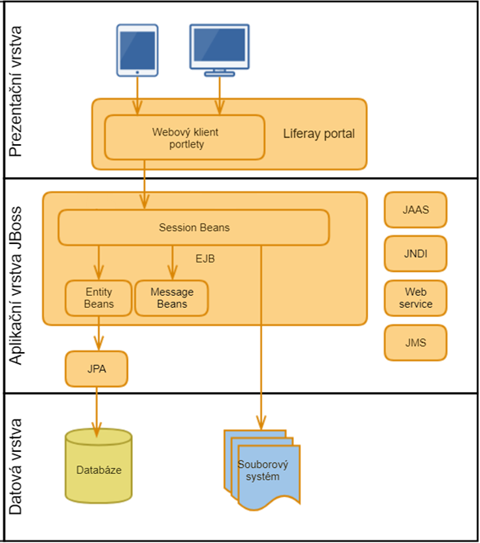 Prezentační vrstva
Webový klient
portlety
Liferay portal
Aplikační vrstva JBoss
Session Beans
EJB
Entity
Beans
Message
Beans
JPA
JAAS
JNDI
Web
service
JMS
Datová vrstva
Databáze
Souborový
systém